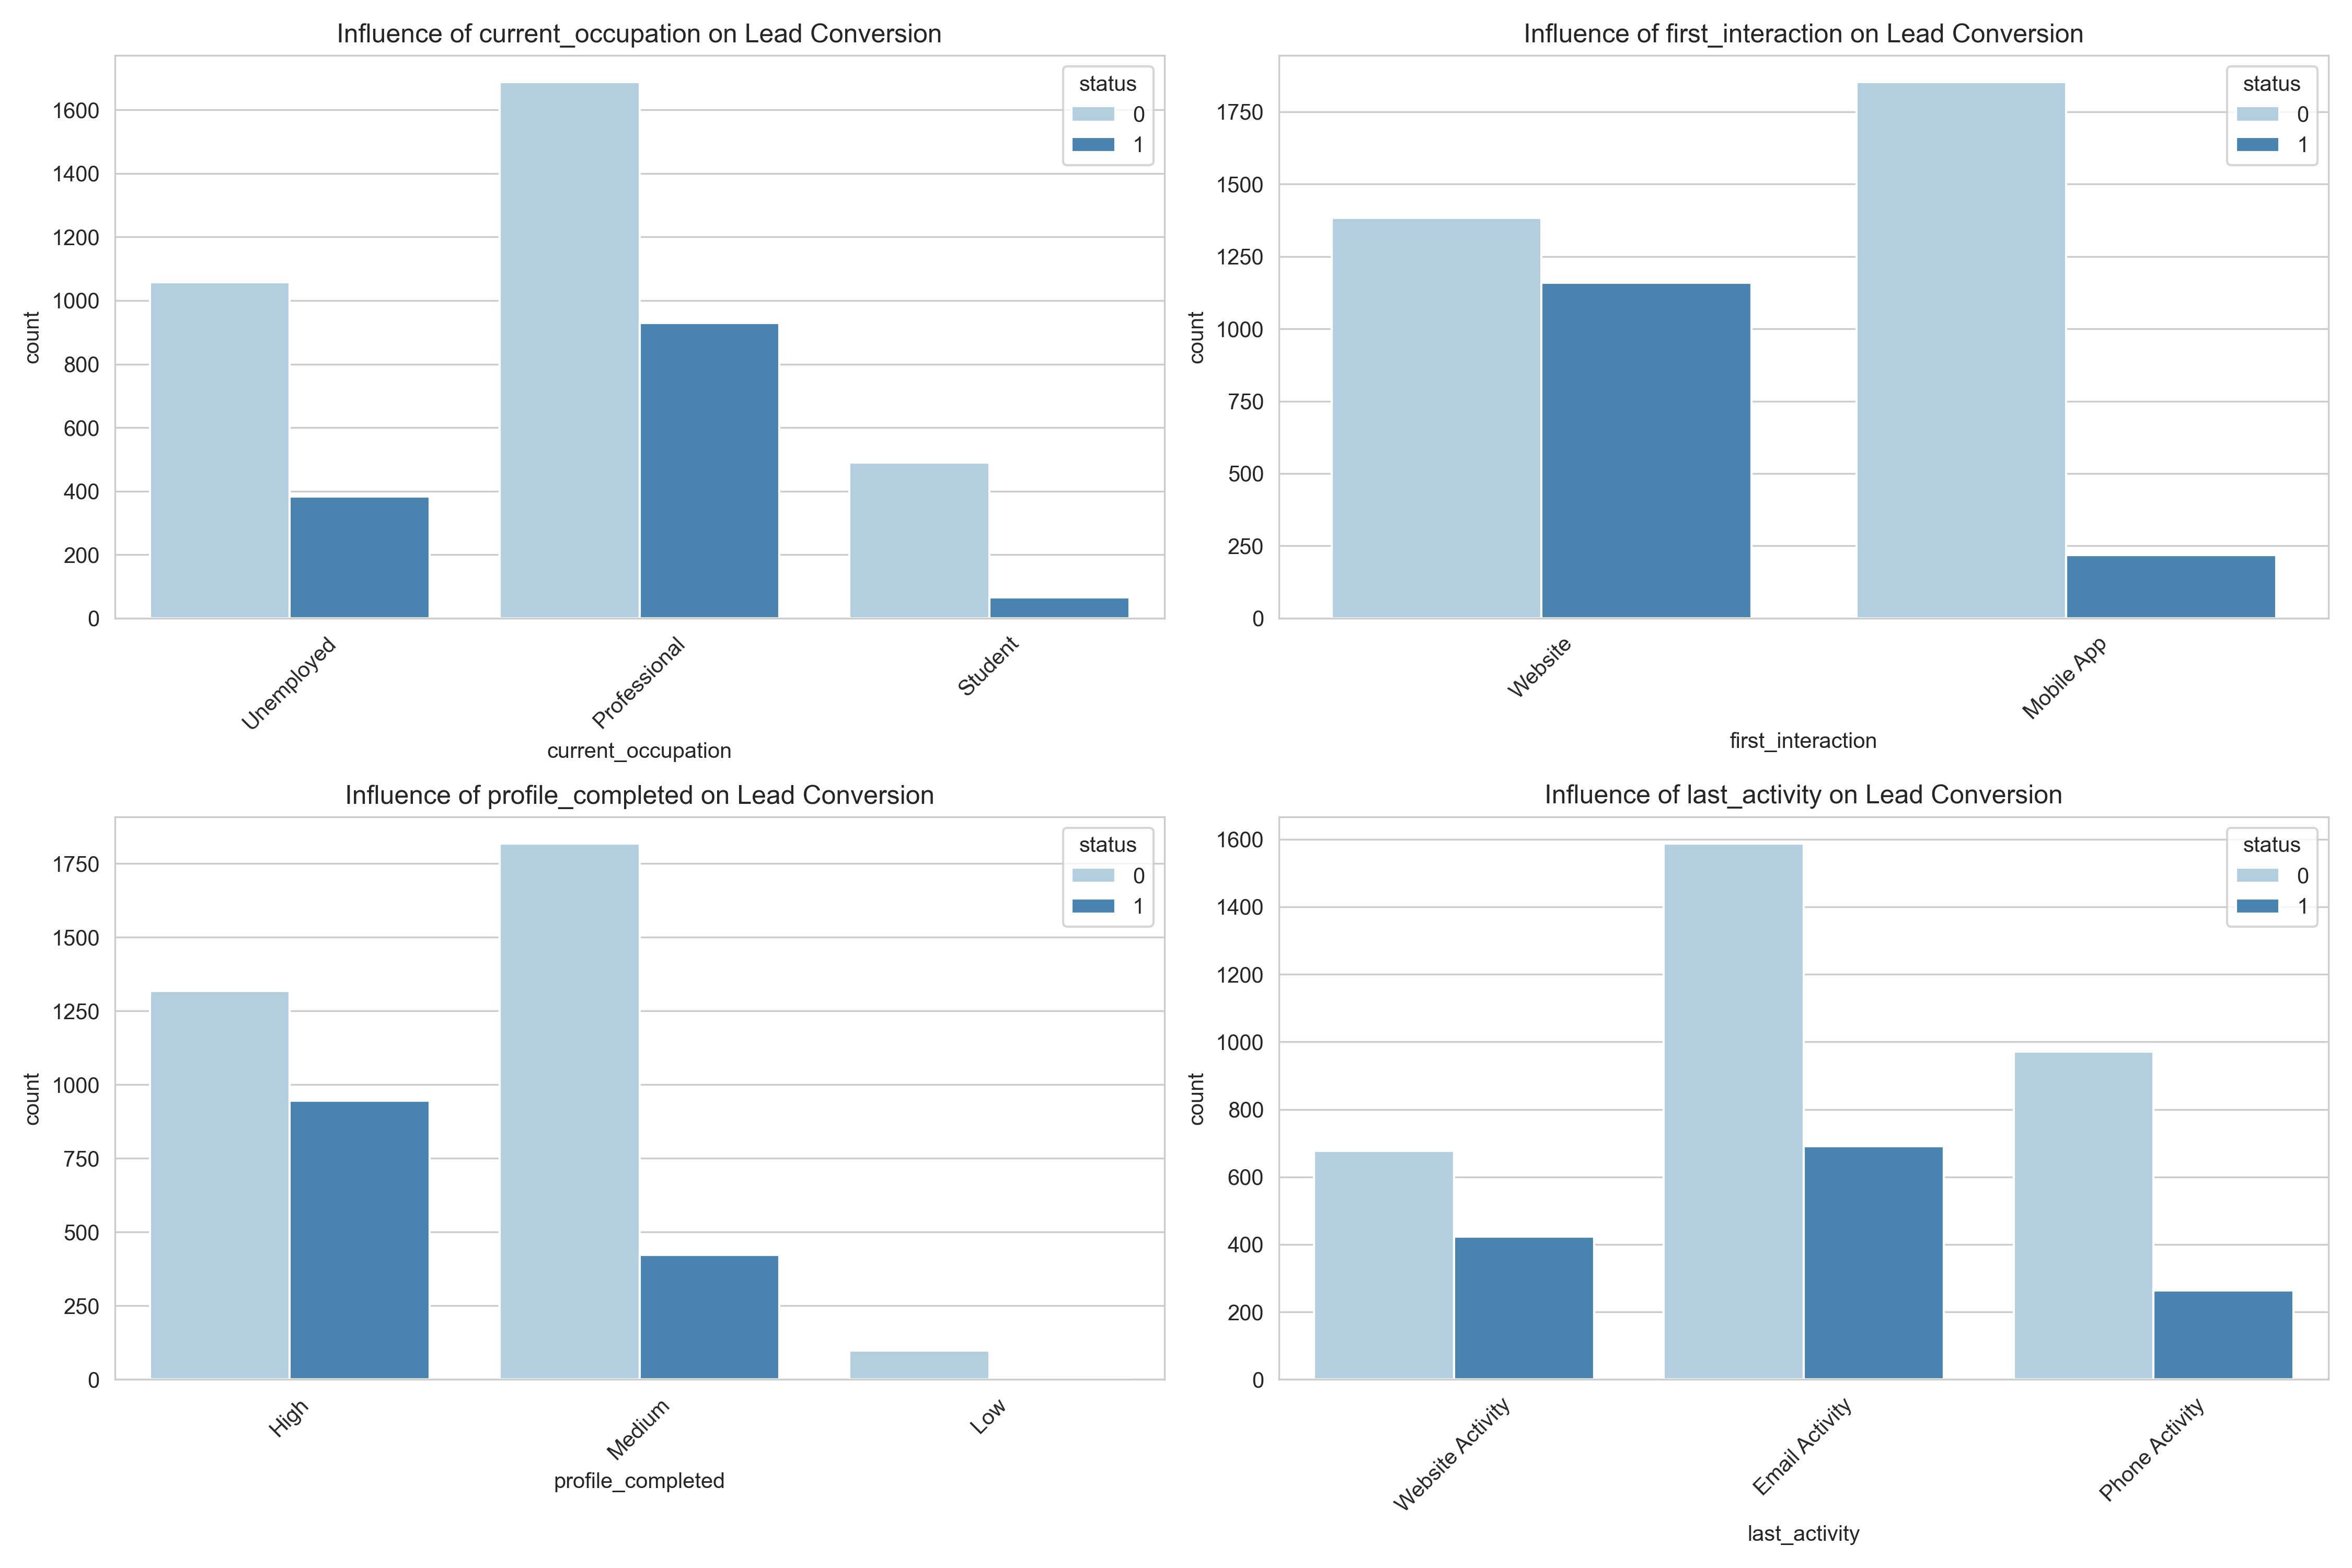 Influence of current_occupation on Lead Conversion
status
0
1
1600
1400
1200
1000
800
600
400
200
0
count
Unemployed
Professional
Student
current_occupation
Influence of first_interaction on Lead Conversion
status
0
1
1750
1500
1250
1000
750
500
250
0
count
Website
Mobile App
first_interaction
Influence of profile_completed on Lead Conversion
status
0
1
1750
1500
1250
1000
750
500
250
0
count
High
Medium
Low
profile_completed
Influence of last_activity on Lead Conversion
status
0
1
1600
1400
1200
1000
800
600
400
200
0
count
Website Activity
Email Activity
Phone Activity
last_activity